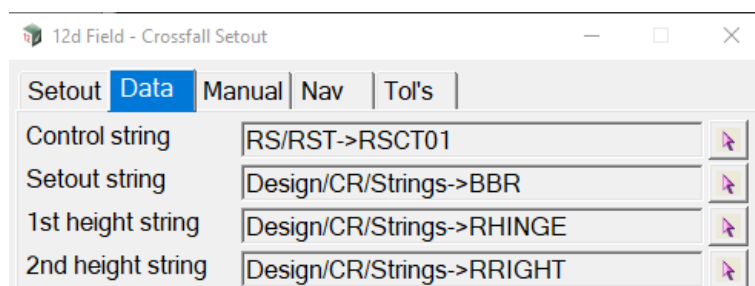 12d Field - Crossfall Setout
Setout Data Manual Nav Tol's
Control string RS/RST->RSCT01
Setout string Design/CR/Strings->BBR
1st height string Design/CR/Strings->RHINGE
2nd height string Design/CR/Strings->RRIGHT